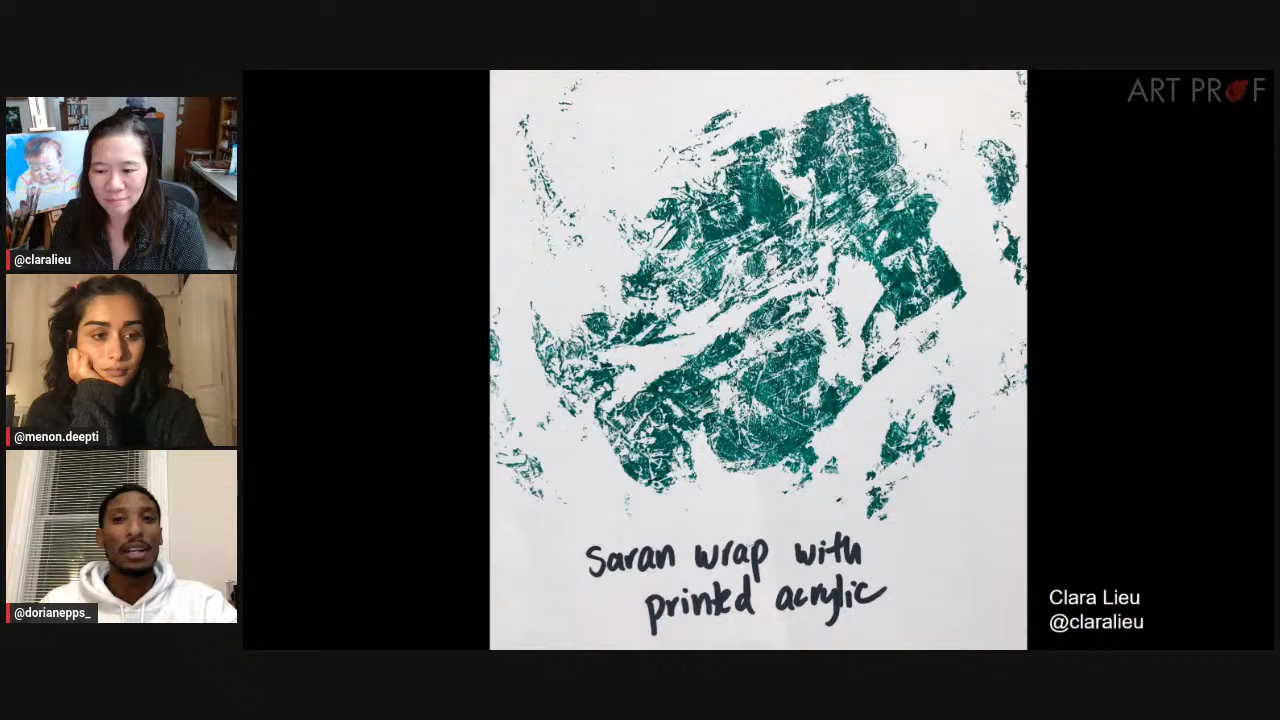 ART PROF
@claralieu
@menon.deepti
@dorianepps_
Saran wrap with
printed acrylic
Clara Lieu
@claralieu